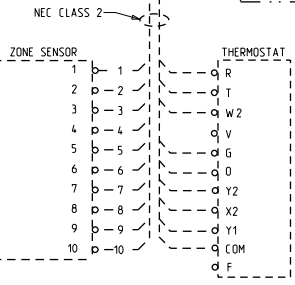 NEC CLASS 2
ZONE SENSOR
THERMOSTAT
1 1 R
2 2 T
3 3 W2
4 4 V
5 5 G
6 6 O
7 7 Y2
8 8 X2
9 9 Y1
10 10 COM
F